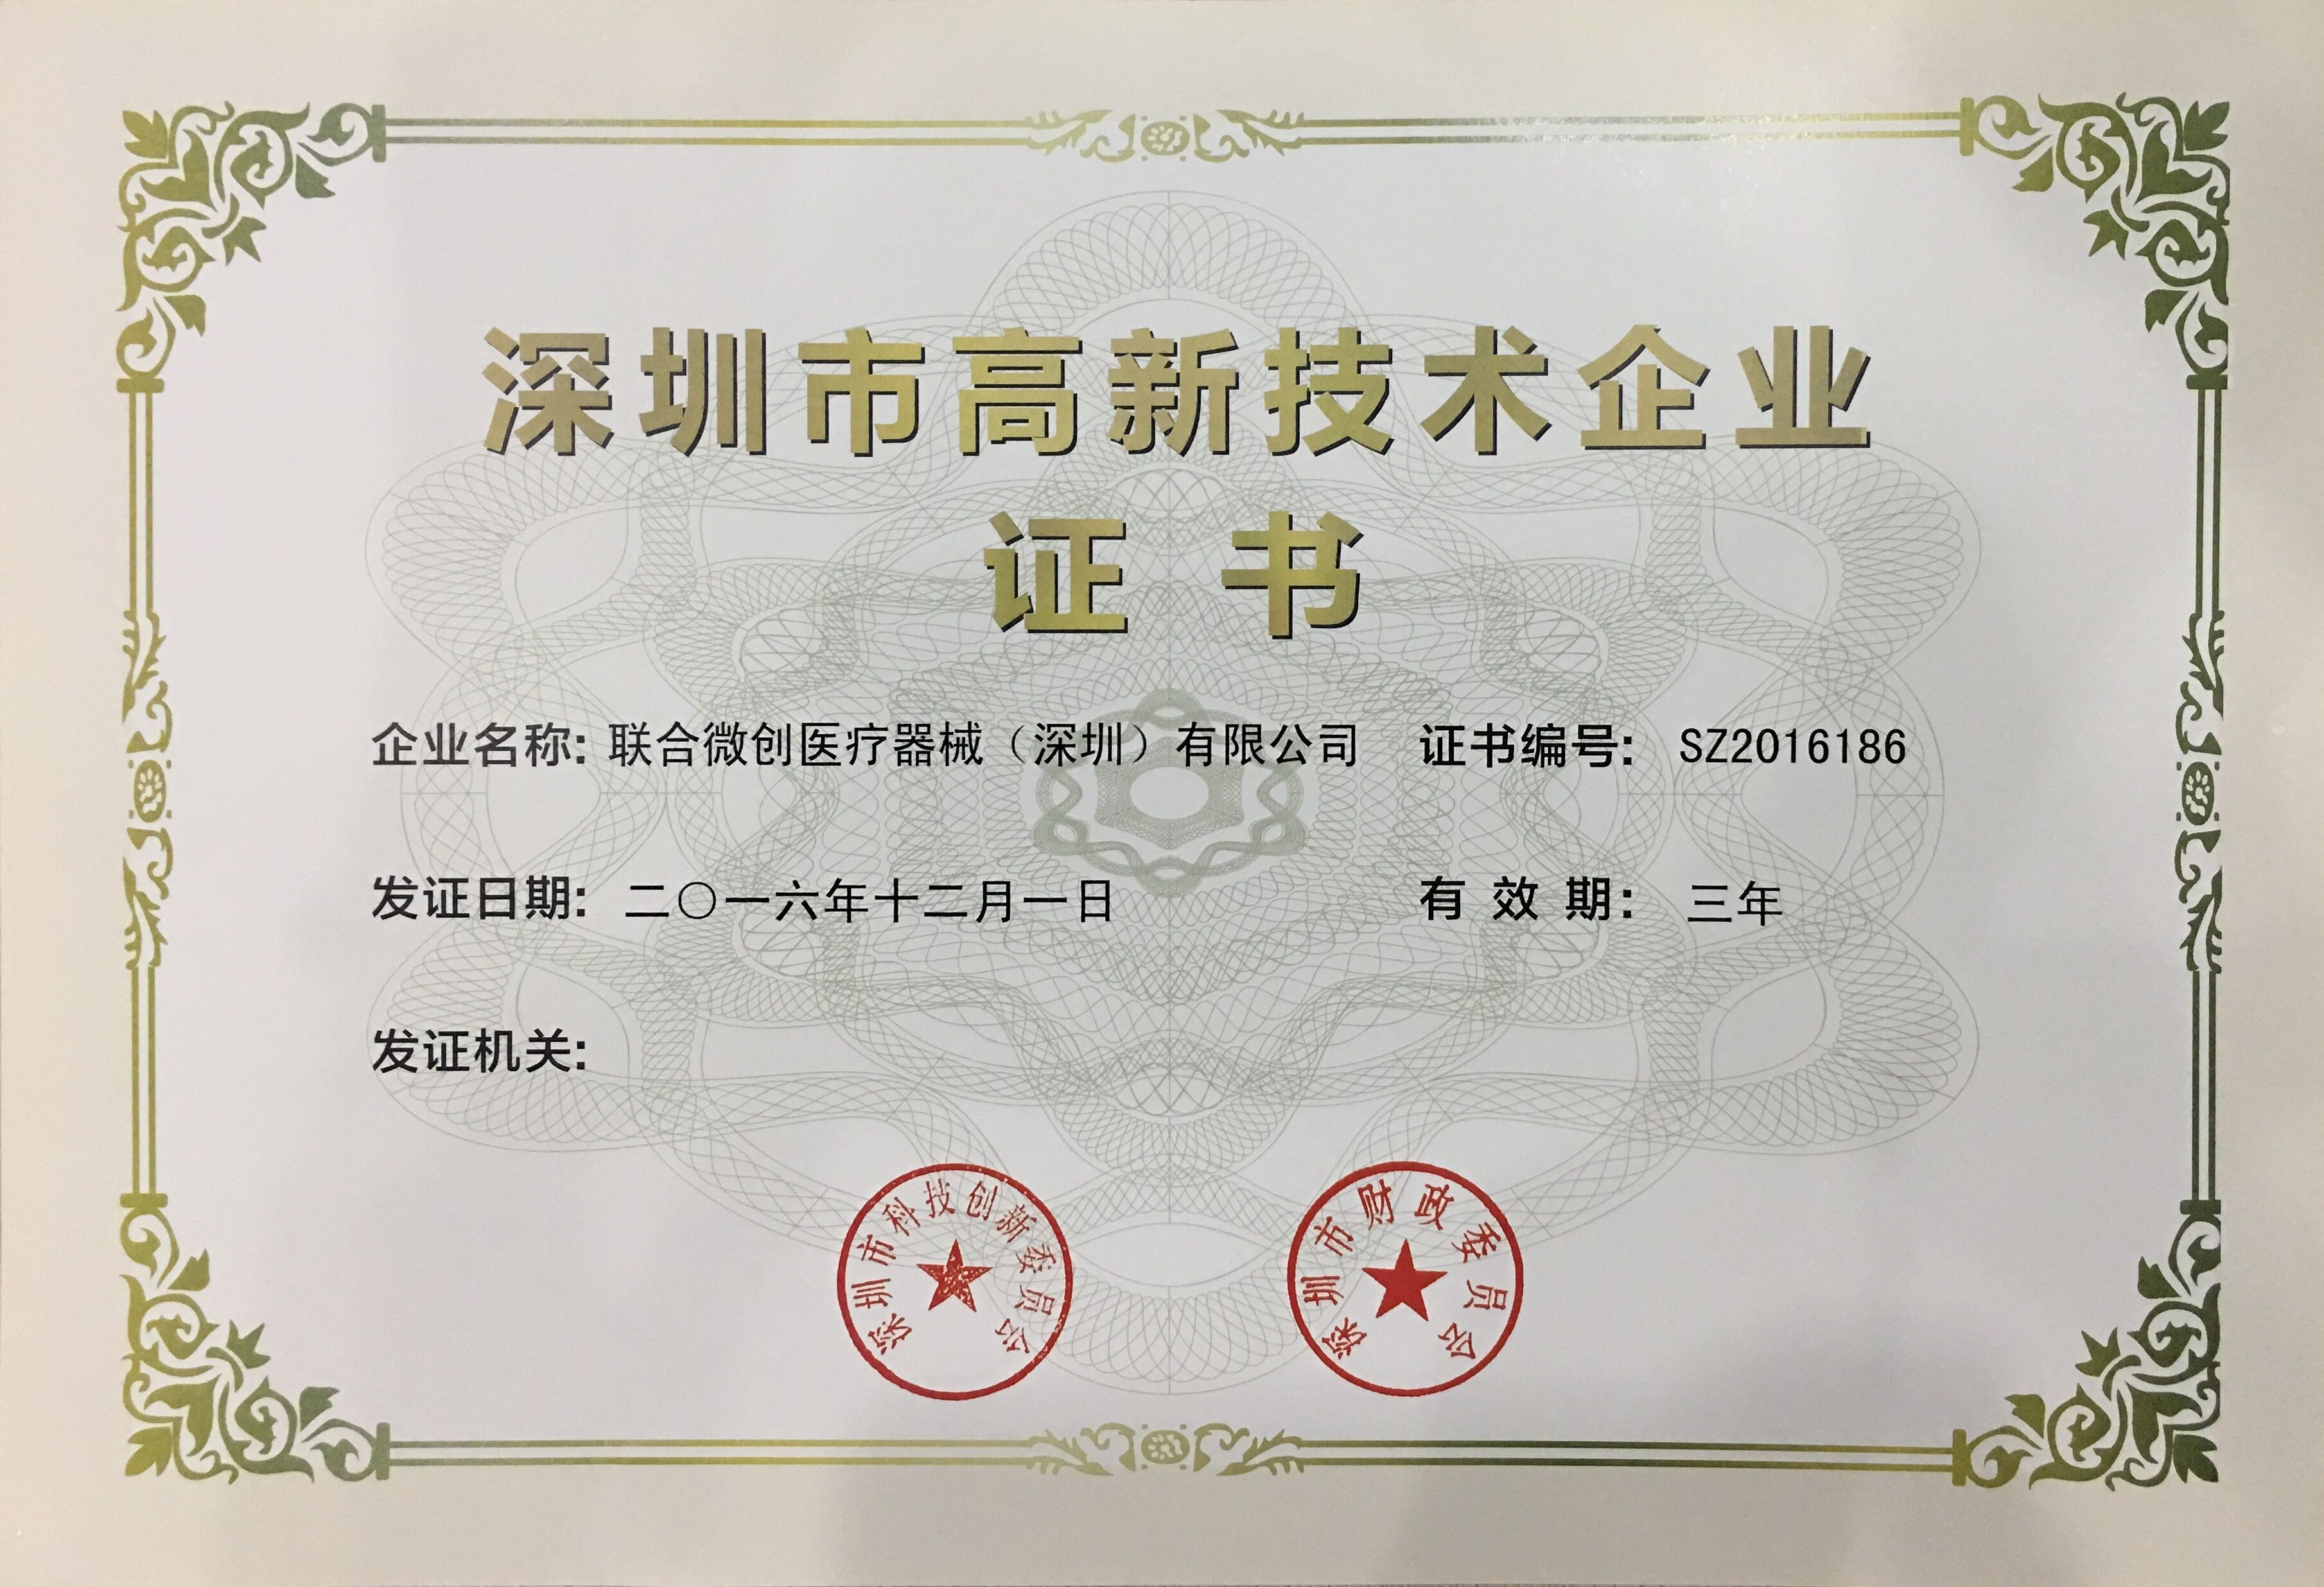 深圳市高新技术企业
证书
企业名称: 联合微创医疗器械（深圳）有限公司 证书编号: SZ2016186
发证日期: 二〇一六年十二月一日 有效期: 三年
发证机关:
深圳市科技创新委员会
深圳市财政委员会